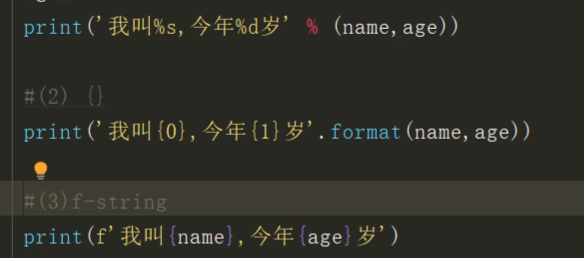 print('我叫%s,今年%d岁' % (name,age))
#(2) {}
print('我叫{0},今年{1}岁'.format(name,age))
#(3)f-string
print(f'我叫{name},今年{age}岁')